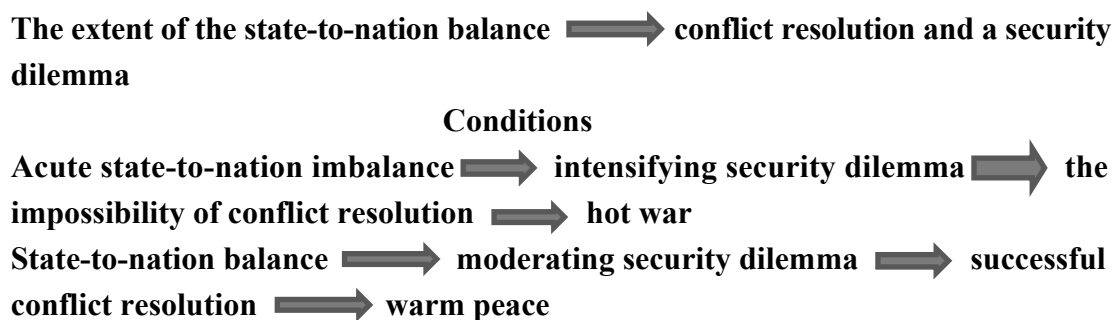 The extent of the state-to-nation balance conflict resolution and a security
dilemma
Conditions
Acute state-to-nation imbalance intensifying security dilemma the
impossibility of conflict resolution hot war
State-to-nation balance moderating security dilemma successful
conflict resolution warm peace